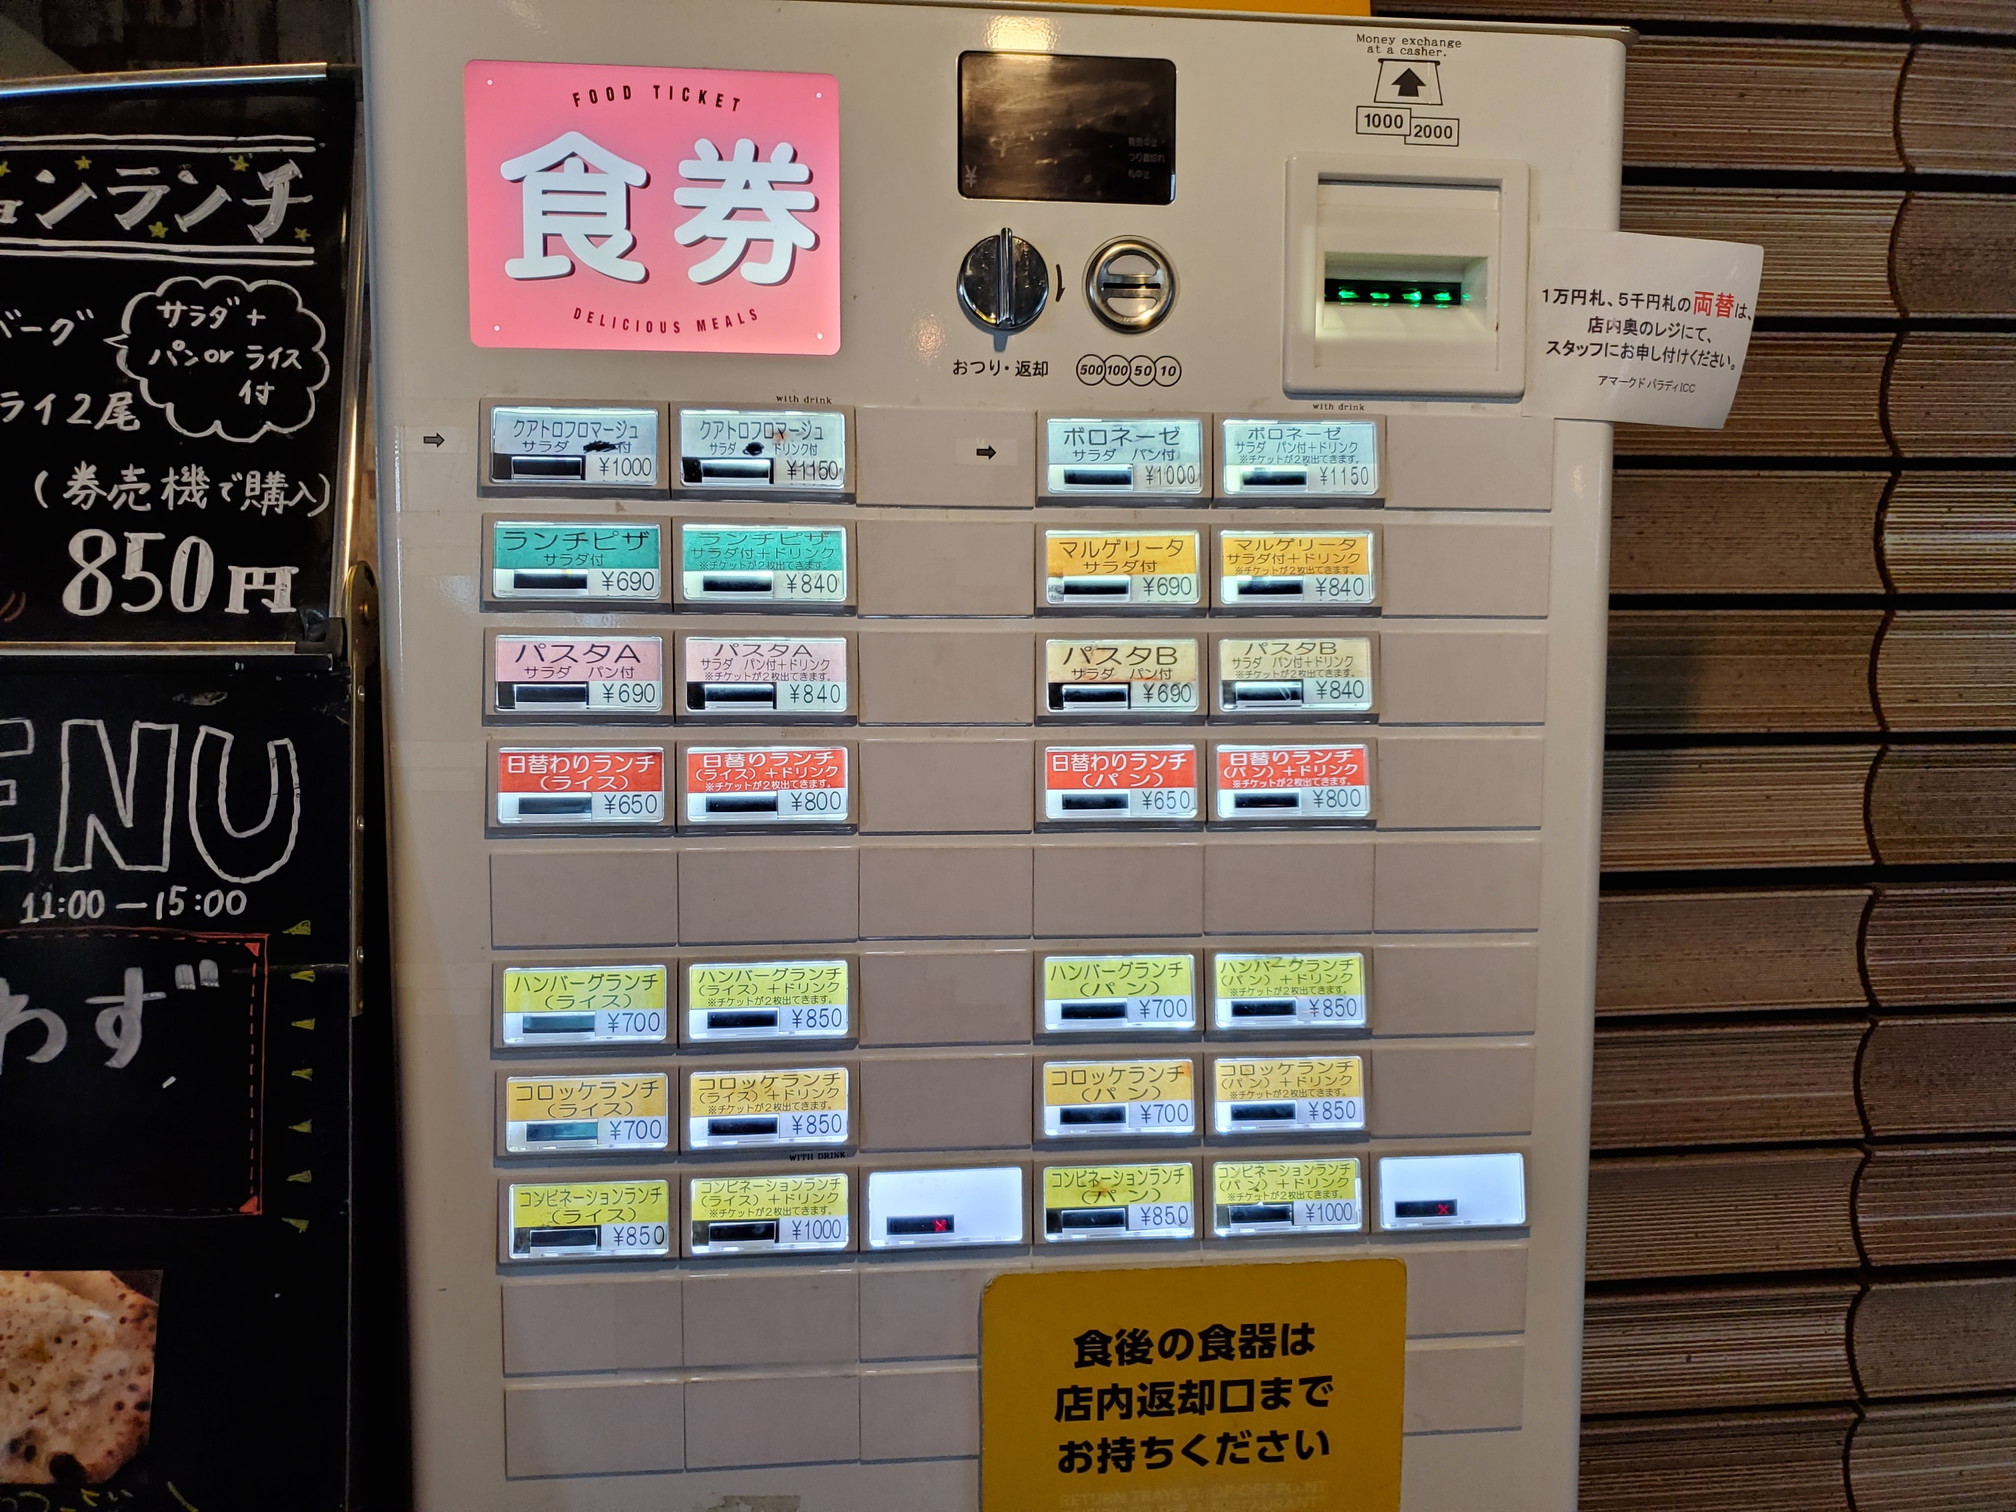 ョンランチ
バーグ
サラダ+
パンorライス
付
ライ2尾
(券売機で購入)
850円
ENU
11:00-15:00
わず
FOOD TICKET
食券
DELICIOUS MEALS
¥
つり銭切れ
札中止
おつり・返却
500 100 50 10
Money exchange
at a casher.
1000
2000
1万円札、5千円札の両替は、
店内奥のレジにて、
スタッフにお申し付けください。
アマークド パラディ ICC
with drink
with drink
クアトロフロマージュ
サラダ 付
¥1000
クアトロフロマージュ
サラダ ドリンク付
¥1150
ボロネーゼ
サラダ パン付
¥1000
ボロネーゼ
サラダ パン付+ドリンク
※チケットが2枚出てきます。
¥1150
ランチピザ
サラダ付
¥690
ランチピザ
サラダ付+ドリンク
※チケットが2枚出てきます。
¥840
マルゲリータ
サラダ付
¥690
マルゲリータ
サラダ付+ドリンク
※チケットが2枚出てきます。
¥840
パスタA
サラダ パン付
¥690
パスタA
サラダ パン付+ドリンク
※チケットが2枚出てきます。
¥840
パスタB
サラダ パン付
¥690
パスタB
サラダ パン付+ドリンク
※チケットが2枚出てきます。
¥840
日替わりランチ
(ライス)
¥650
日替りランチ
(ライス)+ドリンク
※チケットが2枚出てきます。
¥800
日替わりランチ
(パン)
¥650
日替りランチ
(パン)+ドリンク
※チケットが2枚出てきます。
¥800
ハンバーグランチ
(ライス)
¥700
ハンバーグランチ
(ライス)+ドリンク
※チケットが2枚出てきます。
¥850
ハンバーグランチ
(パン)
¥700
ハンバーグランチ
(パン)+ドリンク
※チケットが2枚出てきます。
¥850
コロッケランチ
(ライス)
¥700
コロッケランチ
(ライス)+ドリンク
※チケットが2枚出てきます。
¥850
コロッケランチ
(パン)
¥700
コロッケランチ
(パン)+ドリンク
※チケットが2枚出てきます。
¥850
WITH DRINK
コンビネーションランチ
(ライス)
¥850
コンビネーションランチ
(ライス)+ドリンク
※チケットが2枚出てきます。
¥1000
コンビネーションランチ
(パン)
¥850
コンビネーションランチ
(パン)+ドリンク
※チケットが2枚出てきます。
¥1000
食後の食器は
店内返却口まで
お持ちください
RETURN TRAYS DROP OFF POINT